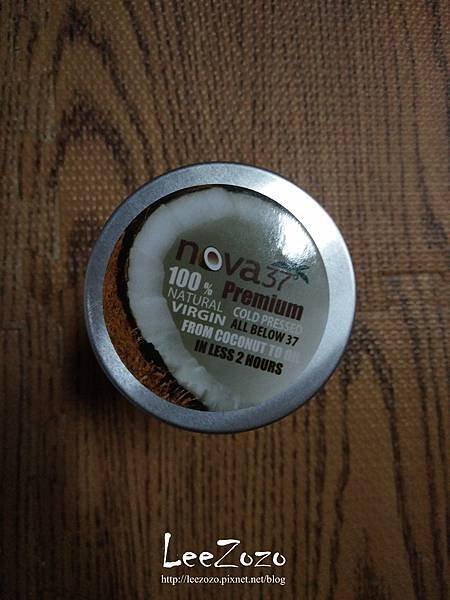 nova37
Premium
100 % NATURAL VIRGIN
COLD PRESSED
ALL BELOW 37
FROM COCONUT TO OIL
IN LESS 2 HOURS
LeeZozo
http://leezozo.pixnet.net/blog